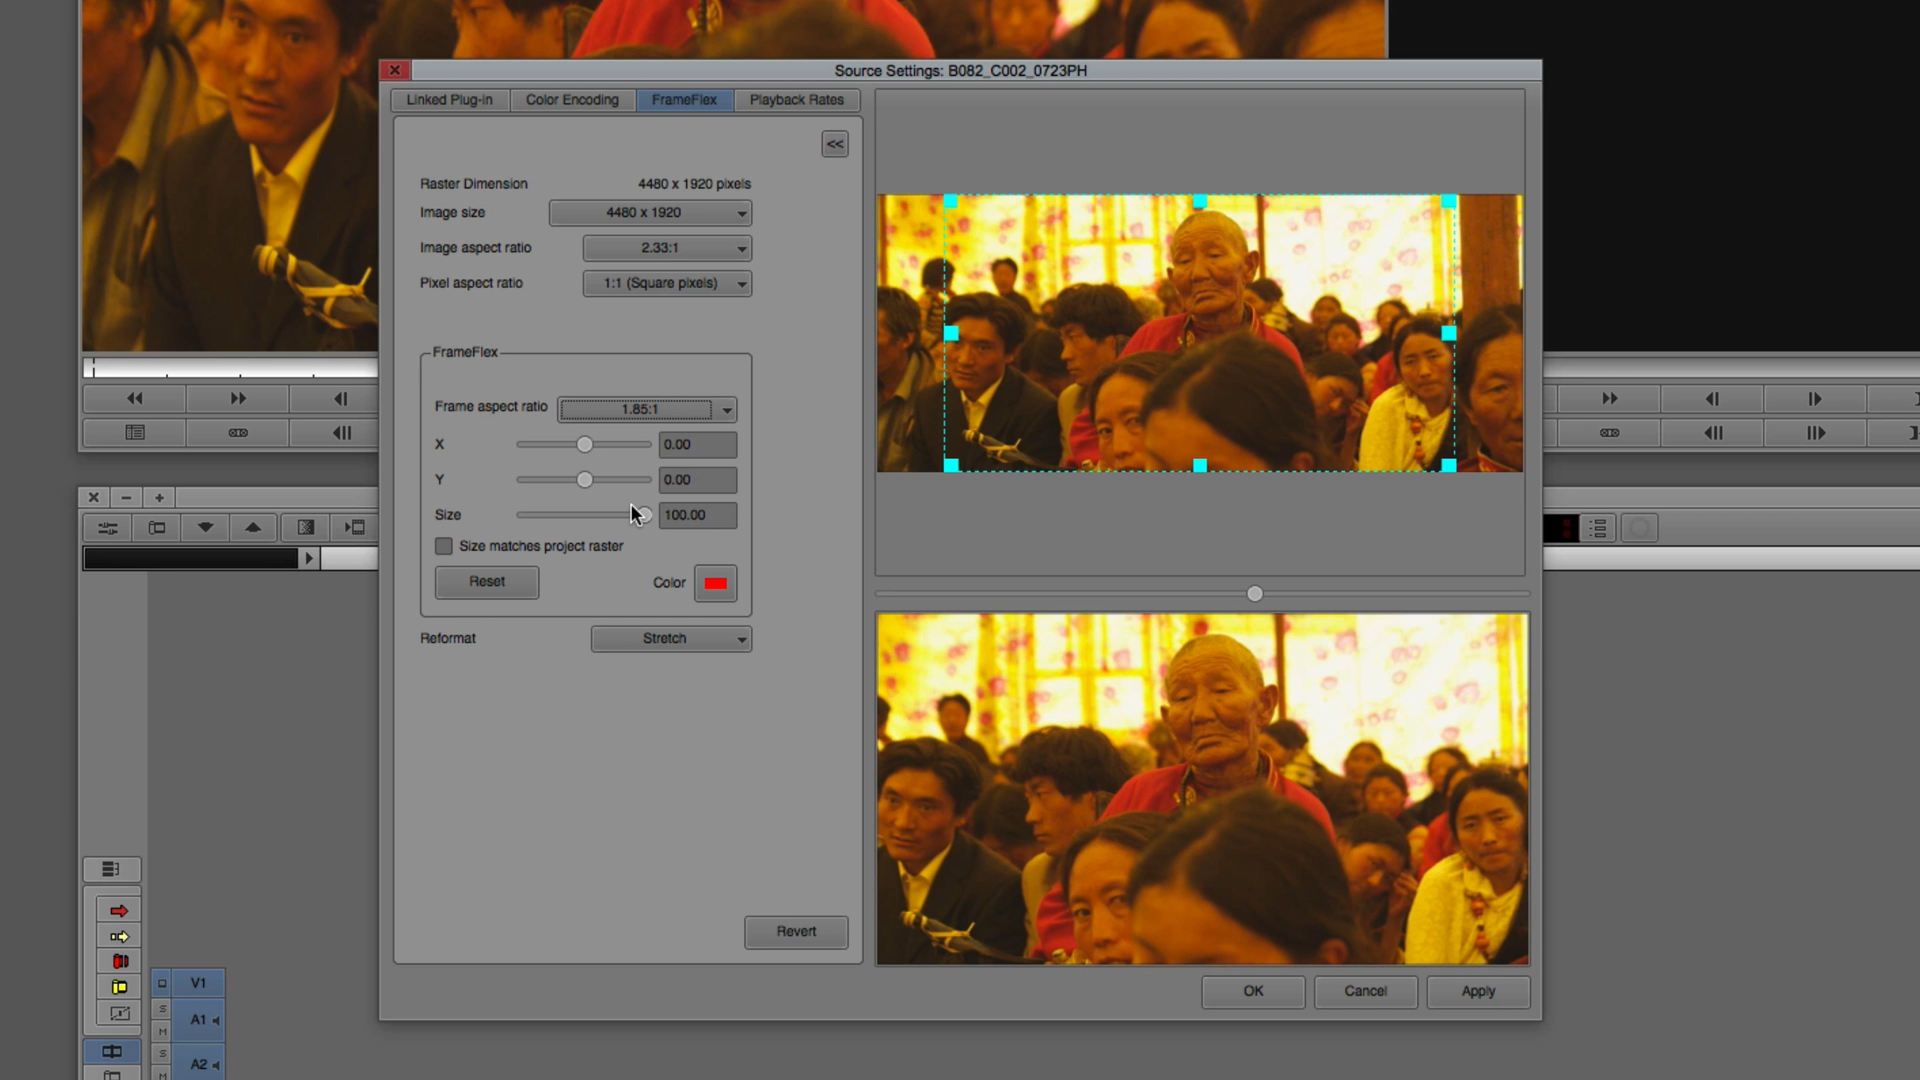 Source Settings: B082_C002_0723PH
Linked Plug-in
Color Encoding
FrameFlex
Playback Rates
<<
Raster Dimension 4480 x 1920 pixels
Image size 4480 x 1920
Image aspect ratio 2.33:1
Pixel aspect ratio 1:1 (Square pixels)
FrameFlex
Frame aspect ratio 1.85:1
X 0.00
Y 0.00
Size 100.00
Size matches project raster
Reset Color
Reformat Stretch
Revert
OK
Cancel
Apply
V1
S
A1
M
S
A2
M